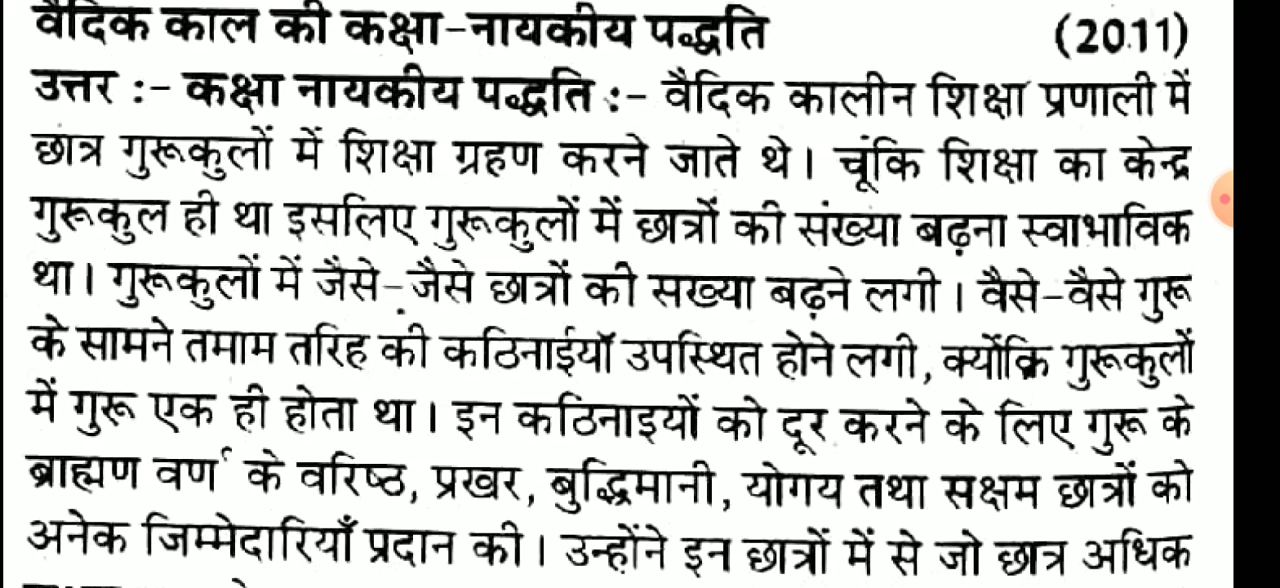 वैदिक काल की कक्षा-नायकीय पद्धति (2011)
उत्तर :- कक्षा नायकीय पद्धति :- वैदिक कालीन शिक्षा प्रणाली में
छात्र गुरूकुलों में शिक्षा ग्रहण करने जाते थे। चूंकि शिक्षा का केन्द्र
गुरूकुल ही था इसलिए गुरूकुलों में छात्रों की संख्या बढ़ना स्वाभाविक
था। गुरूकुलों में जैसे-जैसे छात्रों की सख्या बढ़ने लगी। वैसे-वैसे गुरू
के सामने तमाम तरिह की कठिनाईयॉ उपस्थित होने लगी, क्योंकि गुरूकुलों
में गुरू एक ही होता था। इन कठिनाइयों को दूर करने के लिए गुरू के
ब्राह्मण वर्ण के वरिष्ठ, प्रखर, बुद्धिमानी, योगय तथा सक्षम छात्रों को
अनेक जिम्मेदारियाँ प्रदान की। उन्होंने इन छात्रों में से जो छात्र अधिक